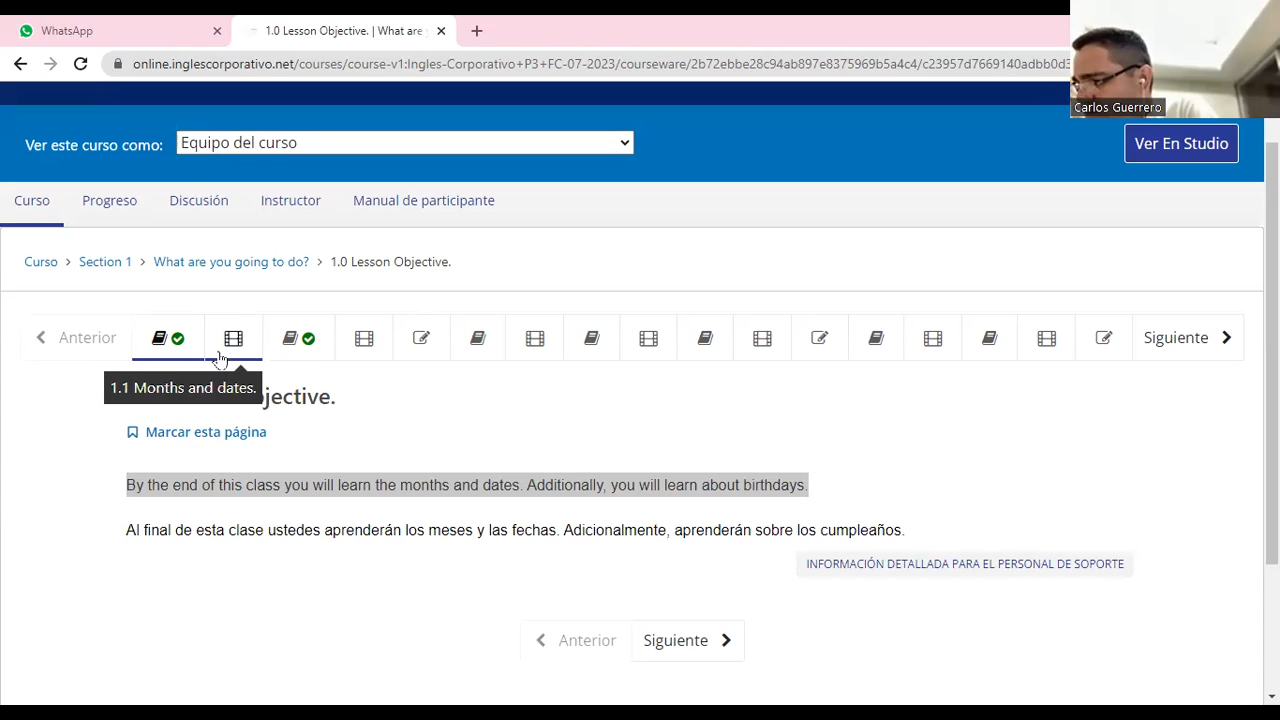 WhatsApp
1.0 Lesson Objective. | What are
online.inglescorporativo.net/courses/course-v1:Ingles-Corporativo+P3+FC-07-2023/courseware/2b72ebbe28c94ab897e8375969b5a4c4/c23957d7669140adbb0d3
Carlos Guerrero
Ver este curso como:
Equipo del curso
Ver En Studio
Curso
Progreso
Discusión
Instructor
Manual de participante
Curso > Section 1 > What are you going to do? > 1.0 Lesson Objective.
Anterior
Siguiente
1.1 Months and dates.
jective.
Marcar esta página
By the end of this class you will learn the months and dates. Additionally, you will learn about birthdays.
Al final de esta clase ustedes aprenderán los meses y las fechas. Adicionalmente, aprenderán sobre los cumpleaños.
INFORMACIÓN DETALLADA PARA EL PERSONAL DE SOPORTE
Anterior
Siguiente